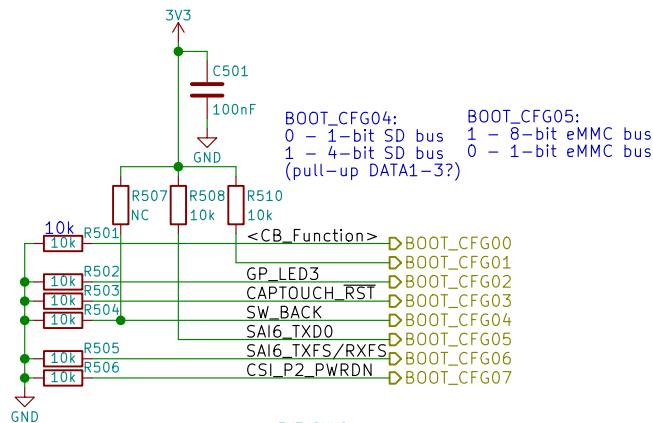 3V3
C501
100nF
GND
BOOT_CFG04:
0 - 1-bit SD bus
1 - 4-bit SD bus
(pull-up DATA1-3?)
BOOT_CFG05:
1 - 8-bit eMMC bus
0 - 1-bit eMMC bus
R507
NC
R508
10k
R510
10k
10k
R501
10k
<CB_Function>
BOOT_CFG00
BOOT_CFG01
R502
10k
GP_LED3
BOOT_CFG02
R503
10k
CAPTOUCH_RST
BOOT_CFG03
R504
10k
SW_BACK
BOOT_CFG04
SAI6_TXD0
BOOT_CFG05
R505
10k
SAI6_TXFS/RXFS
BOOT_CFG06
R506
10k
CSI_P2_PWRDN
BOOT_CFG07
GND